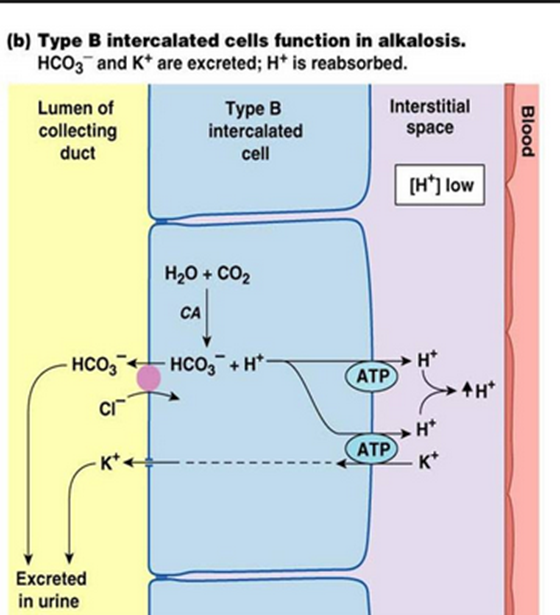 (b) Type B intercalated cells function in alkalosis.
HCO₃⁻ and K⁺ are excreted; H⁺ is reabsorbed.
Lumen of
collecting
duct
Type B
intercalated
cell
Interstitial
space
Blood
[H⁺] low
H₂O + CO₂
CA
HCO₃⁻
HCO₃⁻ + H⁺
ATP
H⁺
↑H⁺
Cl⁻
H⁺
ATP
K⁺
K⁺
Excreted
in urine